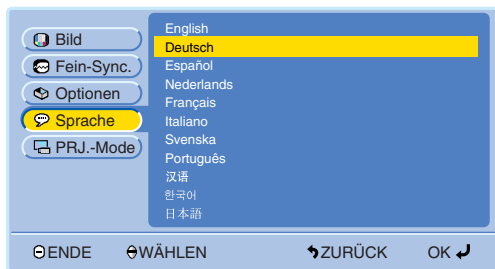 Bild
Fein-Sync.
Optionen
Sprache
PRJ.-Mode
English
Deutsch
Español
Nederlands
Français
Italiano
Svenska
Português
汉语
한국어
日本語
ENDE
WÄHLEN
ZURÜCK
OK